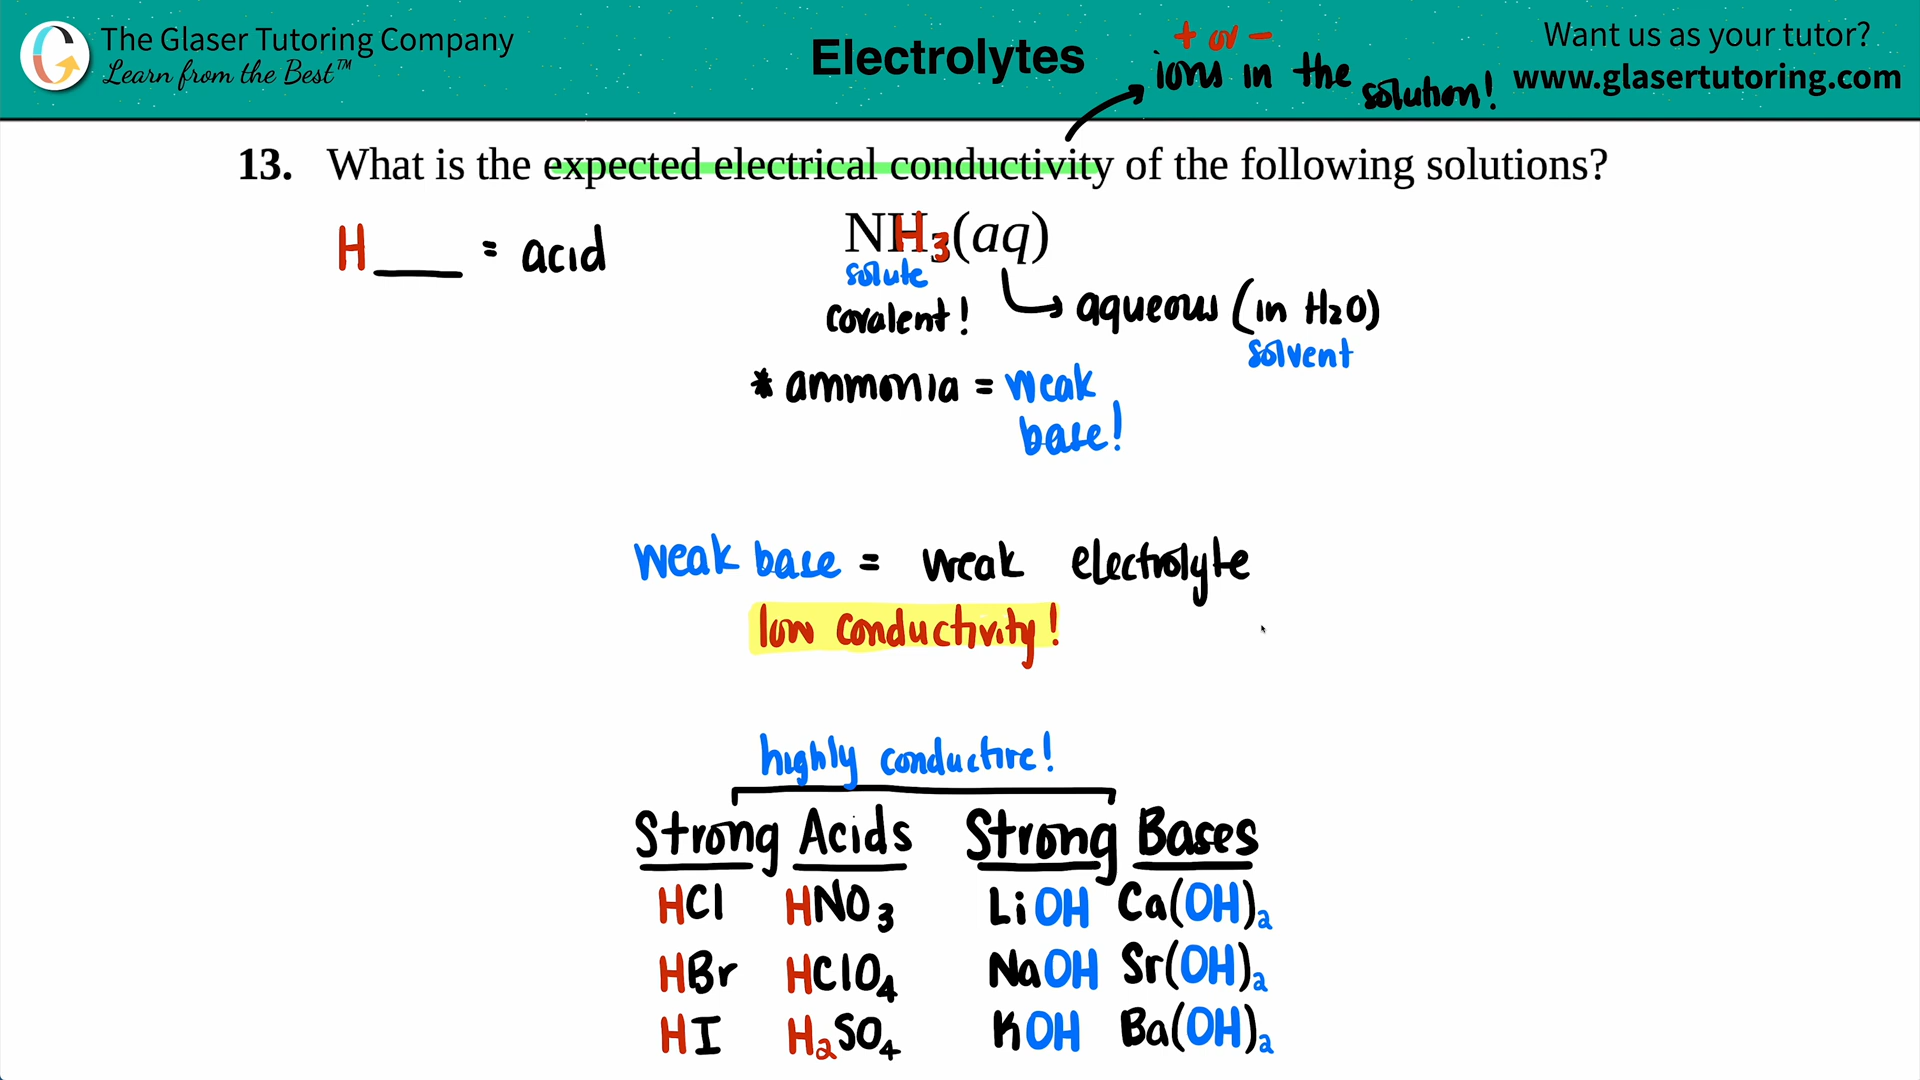 The Glaser Tutoring Company
Learn from the Best™
Electrolytes
+ or −
ions in the solution!
Want us as your tutor?
www.glasertutoring.com
13. What is the expected electrical conductivity of the following solutions?
H___ = acid
NH₃(aq)
solute
covalent!
aqueous (in H₂O)
solvent
* ammonia = weak
base!
weak base = weak electrolyte
low conductivity!
highly conductive!
Strong Acids Strong Bases
HCl HNO₃ LiOH Ca(OH)₂
HBr HClO₄ NaOH Sr(OH)₂
HI H₂SO₄ KOH Ba(OH)₂